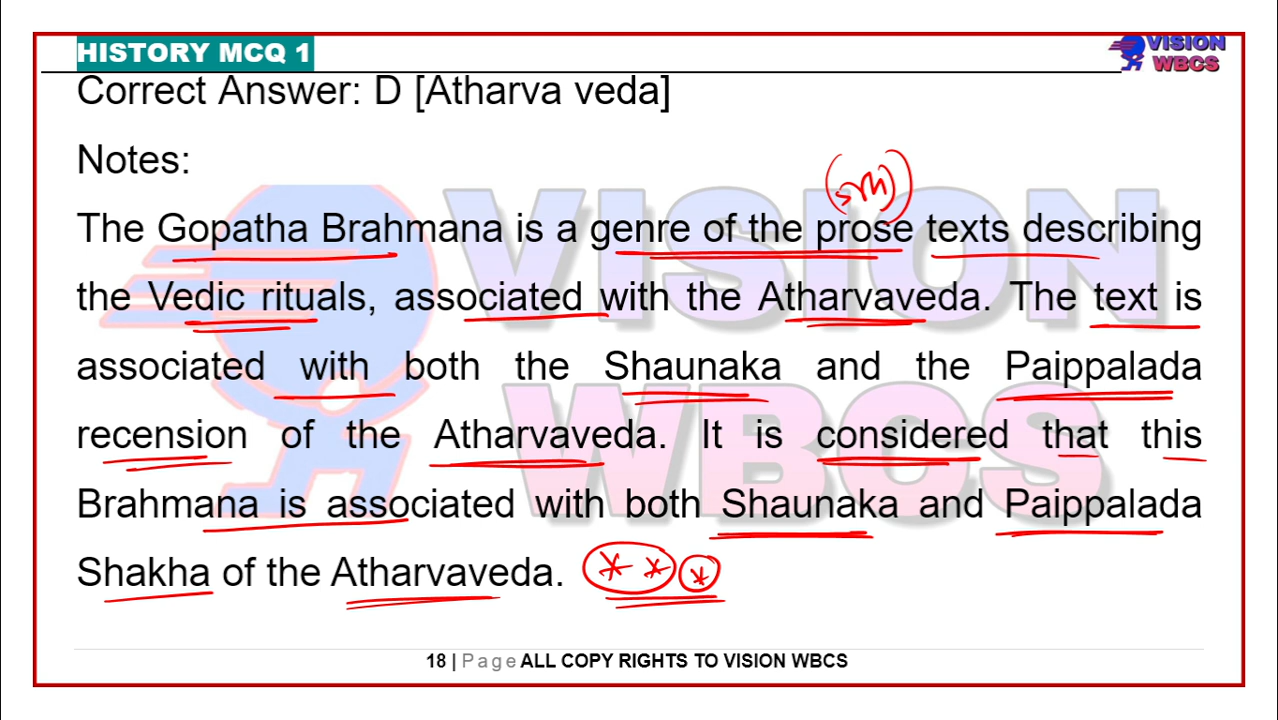 HISTORY MCQ 1
VISION
WBCS
Correct Answer: D [Atharva veda]
Notes:
The Gopatha Brahmana is a genre of the prose texts describing
the Vedic rituals, associated with the Atharvaveda. The text is
associated with both the Shaunaka and the Paippalada
recension of the Atharvaveda. It is considered that this
Brahmana is associated with both Shaunaka and Paippalada
Shakha of the Atharvaveda.
VISION
WBCS
18 | Page ALL COPY RIGHTS TO VISION WBCS